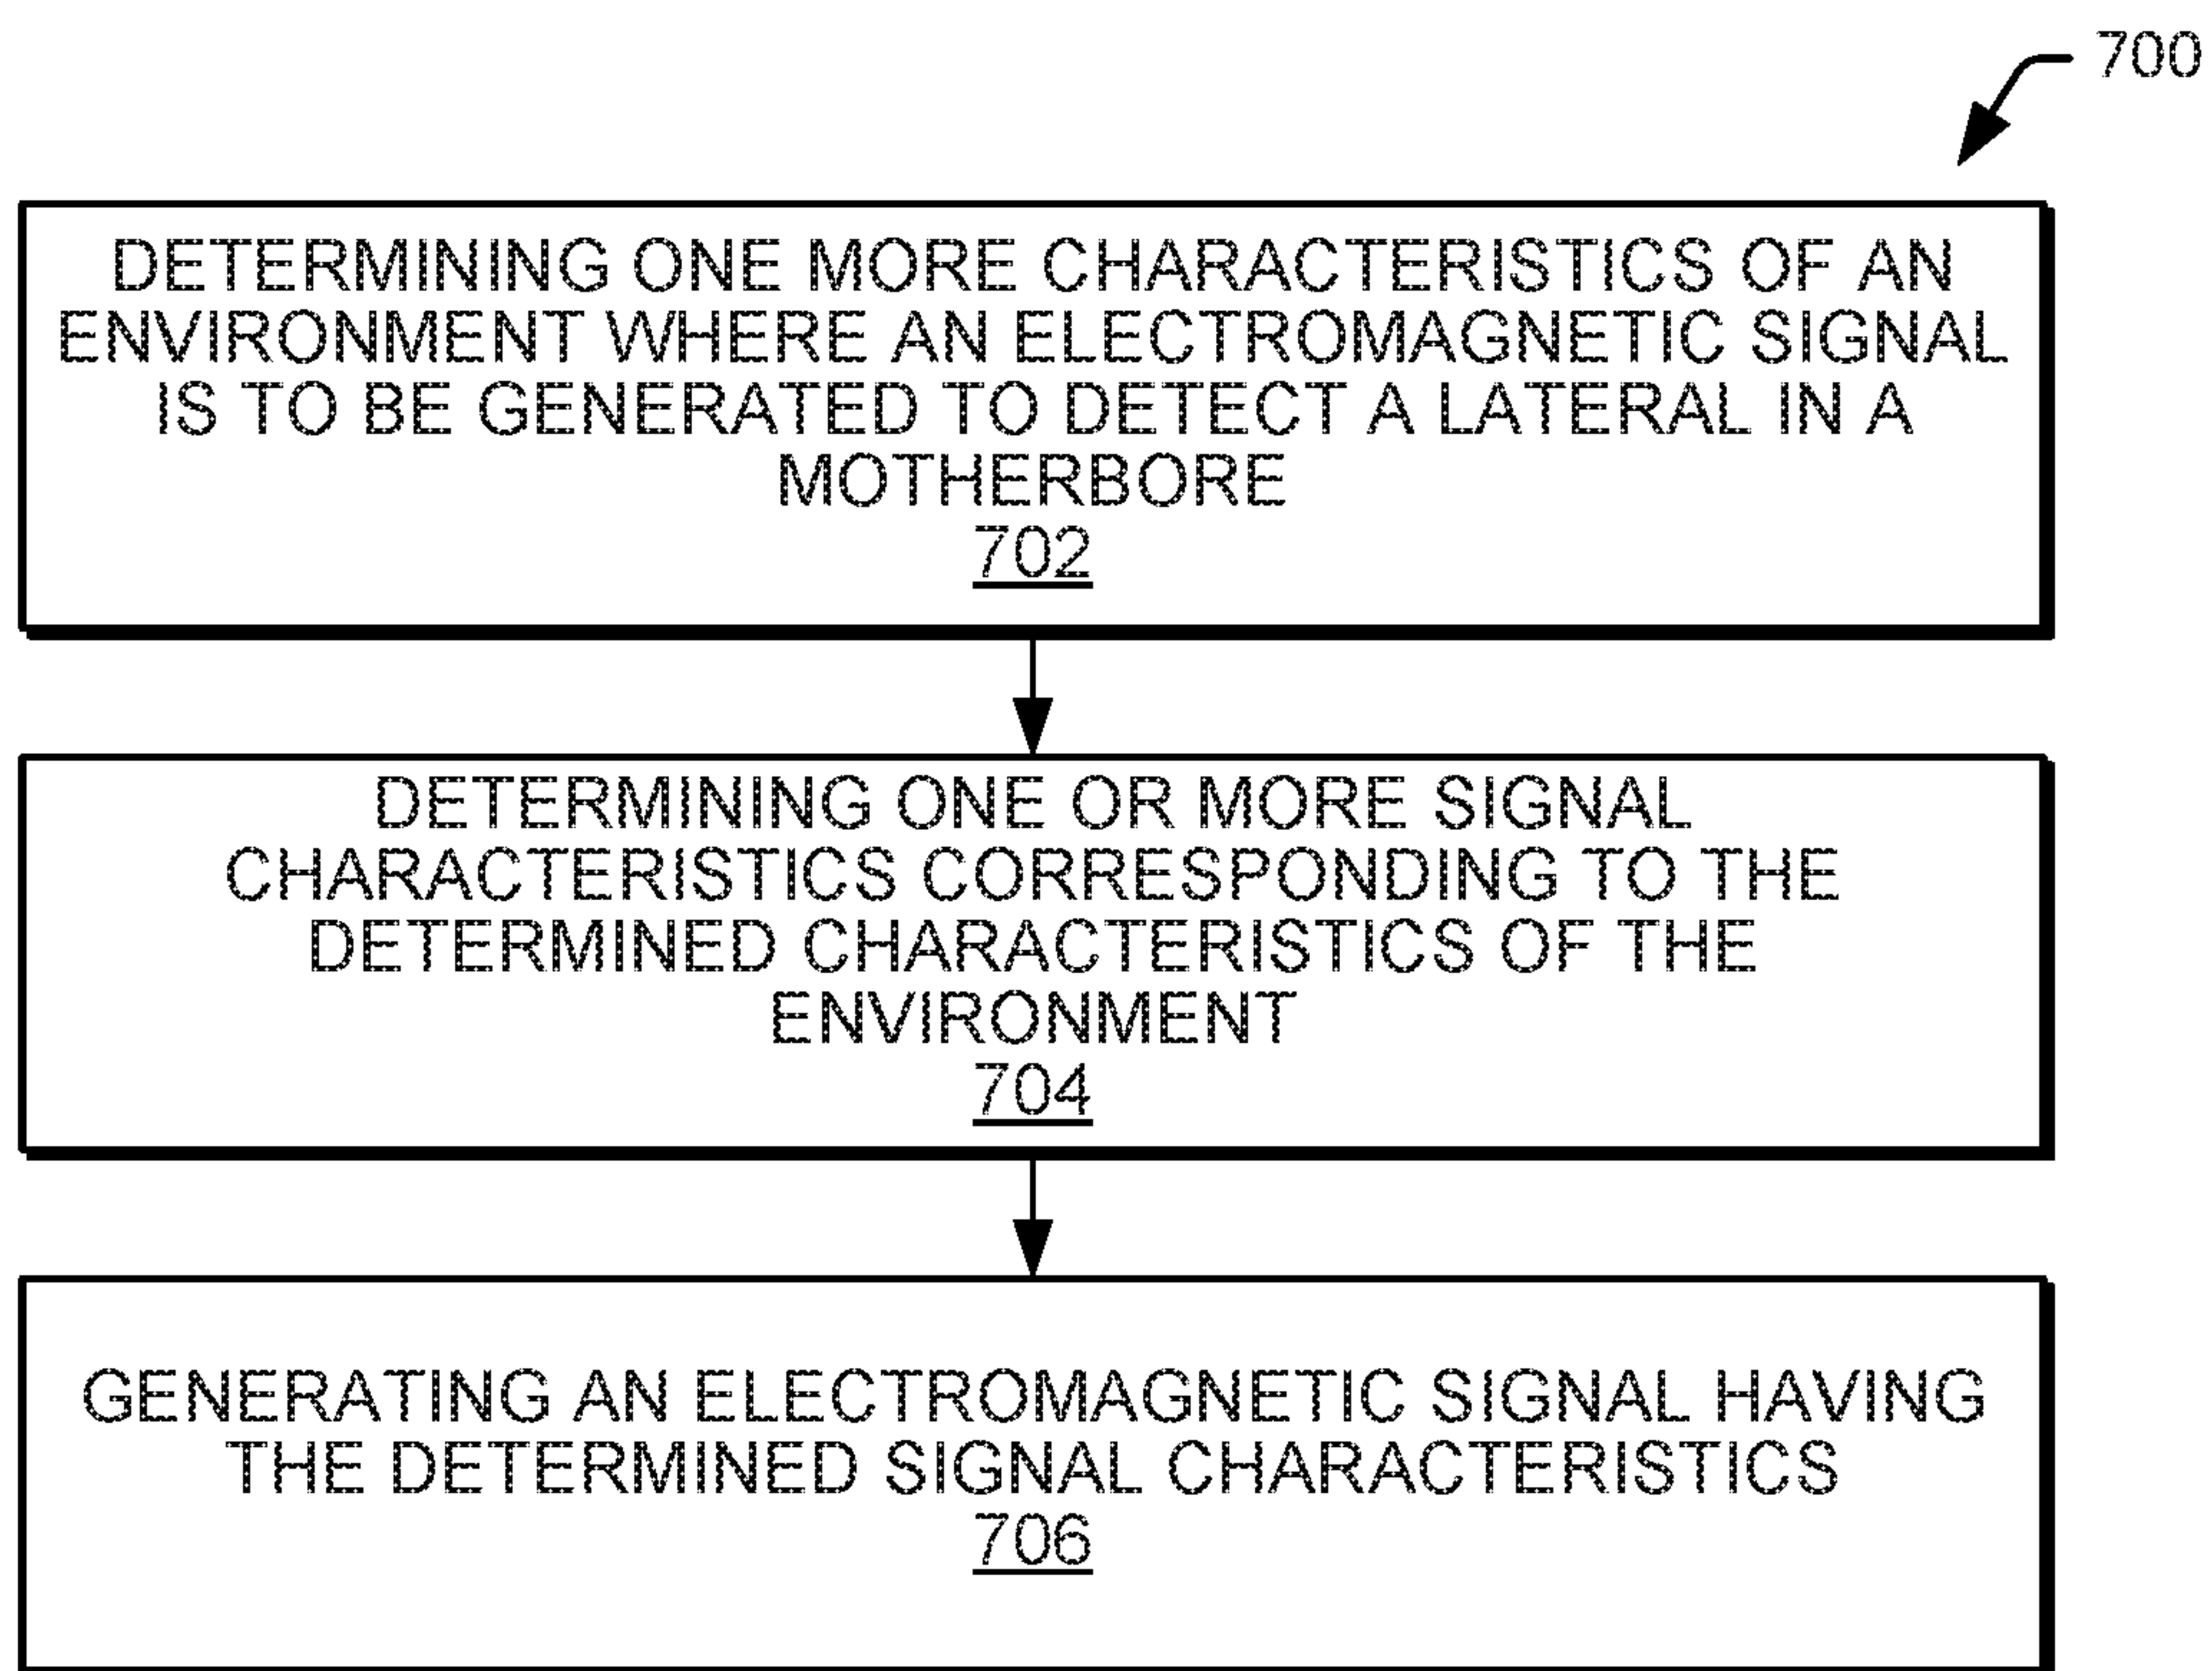 700
DETERMINING ONE MORE CHARACTERISTICS OF AN
ENVIRONMENT WHERE AN ELECTROMAGNETIC SIGNAL
IS TO BE GENERATED TO DETECT A LATERAL IN A
MOTHERBORE
702
DETERMINING ONE OR MORE SIGNAL
CHARACTERISTICS CORRESPONDING TO THE
DETERMINED CHARACTERISTICS OF THE
ENVIRONMENT
704
GENERATING AN ELECTROMAGNETIC SIGNAL HAVING
THE DETERMINED SIGNAL CHARACTERISTICS
706